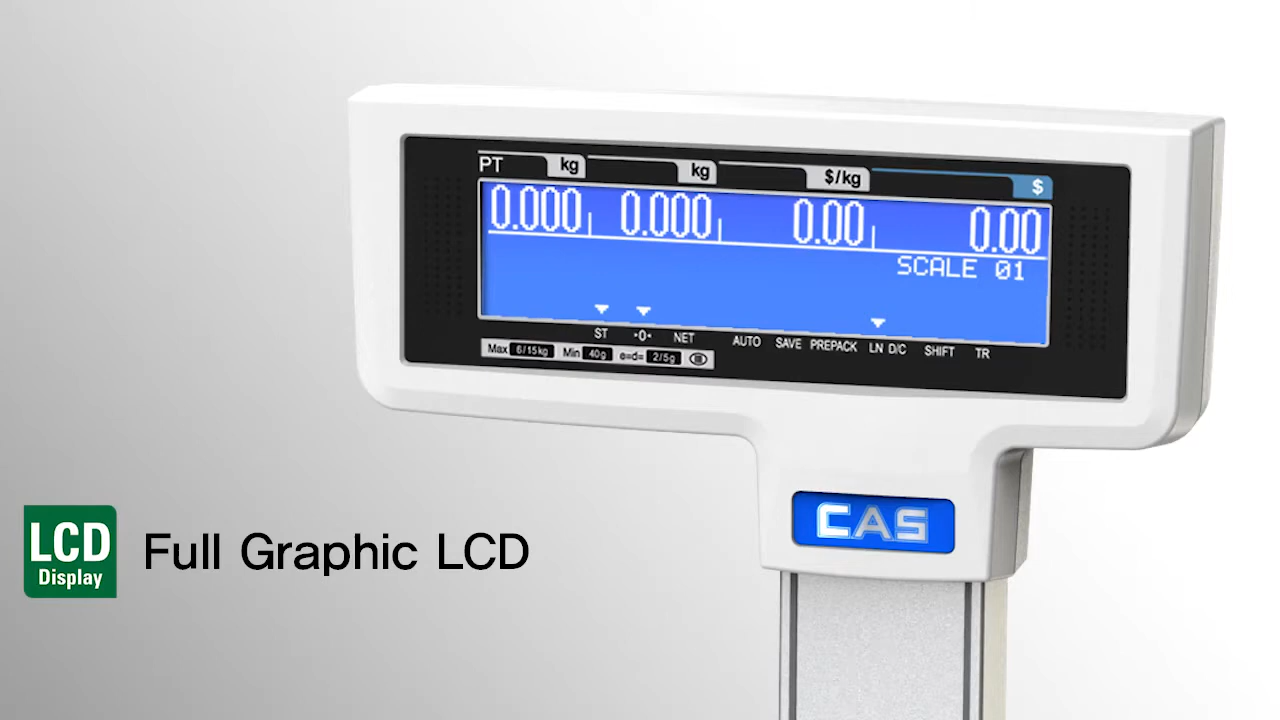 PT kg kg $/kg $
0.000 0.000 0.00 0.00
SCALE 01
ST →0← NET AUTO SAVE PREPACK LN D/C SHIFT TR
Max 6/15kg Min 40g e=d= 2/5g
CAS
LCD
Display
Full Graphic LCD